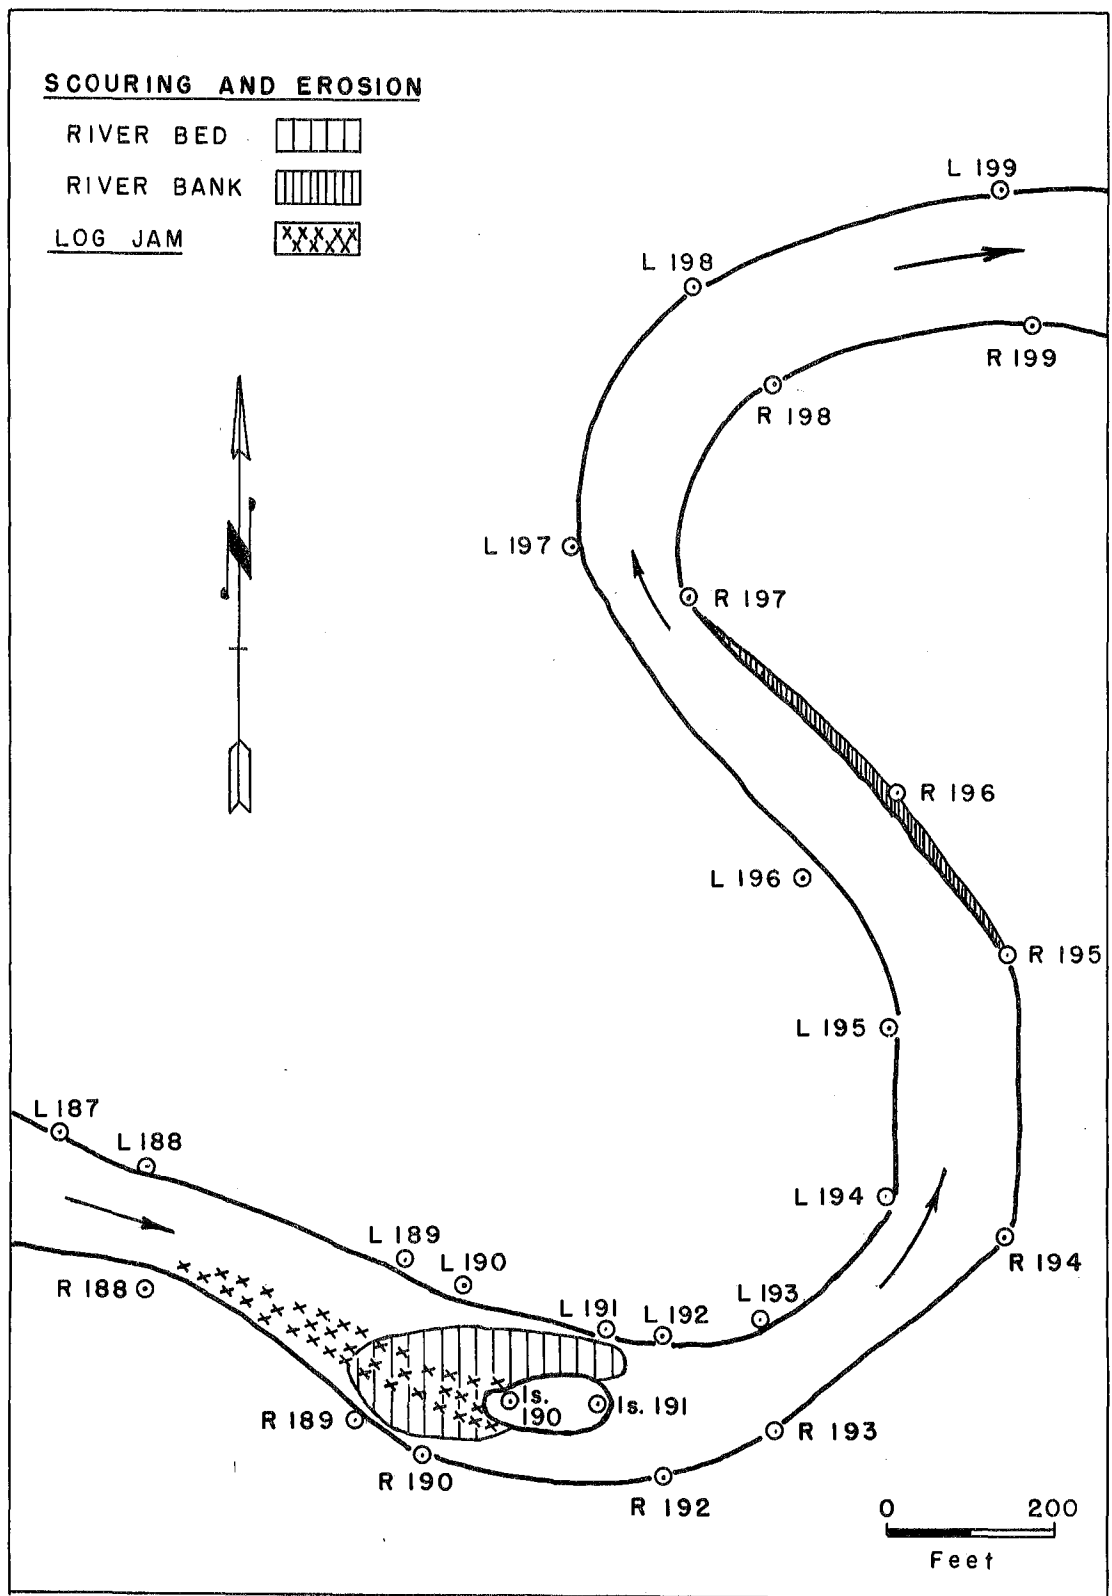 SCOURING AND EROSION
RIVER BED
RIVER BANK
LOG JAM
L 199
L 198
R 199
R 198
N
L 197
R 197
R 196
L 196
R 195
L 195
L 187
L 188
L 194
L 189
L 190
R 194
R 188
L 191
L 192
L 193
Is. 
190
Is. 191
R 189
R 193
R 190
R 192
0 200
Feet